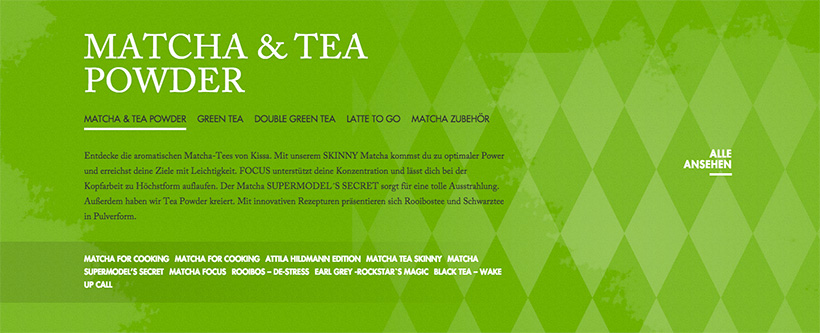 MATCHA & TEA
POWDER
MATCHA & TEA POWDER GREEN TEA DOUBLE GREEN TEA LATTE TO GO MATCHA ZUBEHÖR
Entdecke die aromatischen Matcha-Tees von Kissa. Mit unserem SKINNY Matcha kommst du zu optimaler Power
und erreichst deine Ziele mit Leichtigkeit. FOCUS unterstützt deine Konzentration und lässt dich bei der
Kopfarbeit zu Höchstform auflaufen. Der Matcha SUPERMODEL´S SECRET sorgt für eine tolle Ausstrahlung.
Außerdem haben wir Tea Powder kreiert. Mit innovativen Rezepturen präsentieren sich Rooibostee und Schwarztee
in Pulverform.
ALLE
ANSEHEN
MATCHA FOR COOKING MATCHA FOR COOKING ATTILA HILDMANN EDITION MATCHA TEA SKINNY MATCHA
SUPERMODEL'S SECRET MATCHA FOCUS ROOIBOS – DE-STRESS EARL GREY -ROCKSTAR`S MAGIC BLACK TEA – WAKE
UP CALL